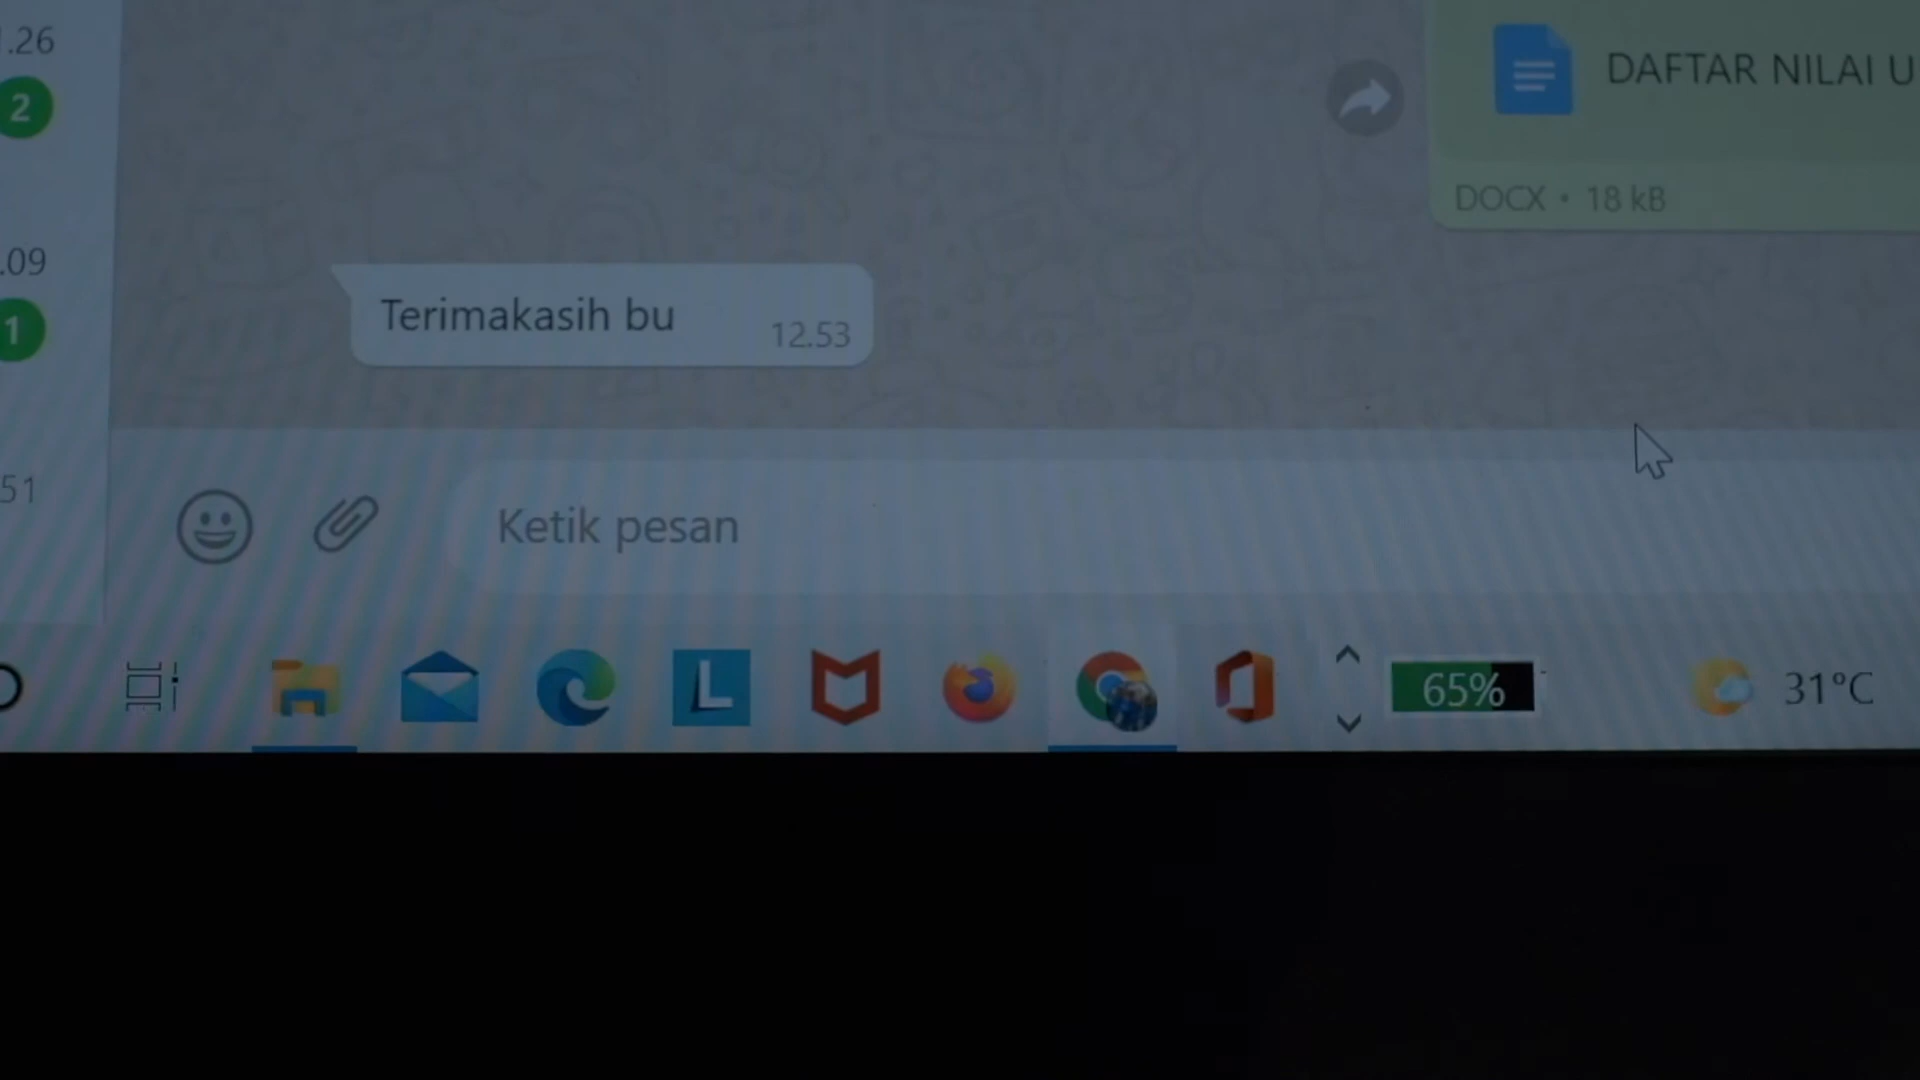 .26
2
DAFTAR NILAI U
DOCX • 18 kB
.09
1
Terimakasih bu
12.53
51
Ketik pesan
L
65%
31°C